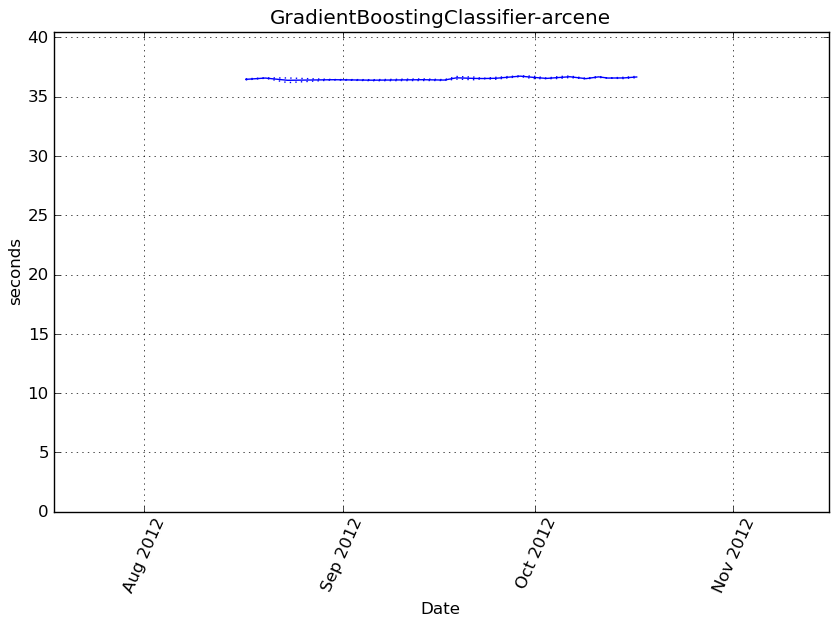 GradientBoostingClassifier-arcene
40
35
30
25
20
15
10
5
0
seconds
Aug 2012
Sep 2012
Oct 2012
Nov 2012
Date